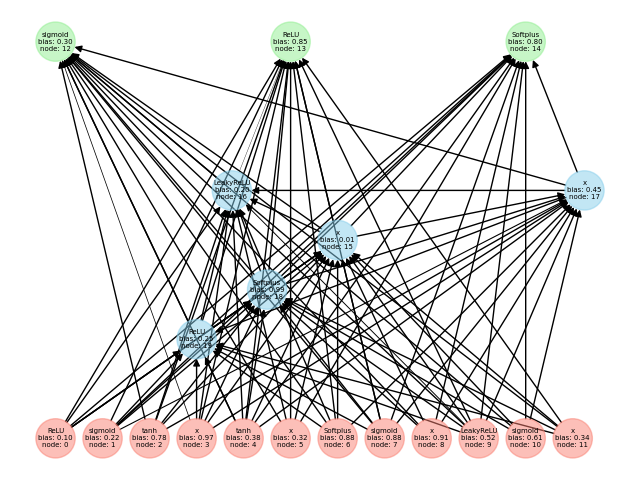 sigmoid
bias: 0.30
node: 12
ReLU
bias: 0.85
node: 13
Softplus
bias: 0.80
node: 14
LeakyReLU
bias: 0.20
node: 16
x
bias: 0.45
node: 17
x
bias: 0.01
node: 15
Softplus
bias: 0.99
node: 18
ReLU
bias: 0.25
node:
ReLU
bias: 0.10
node: 0
sigmoid
bias: 0.22
node: 1
tanh
bias: 0.78
node: 2
x
bias: 0.97
node: 3
tanh
bias: 0.38
node: 4
x
bias: 0.32
node: 5
Softplus
bias: 0.88
node: 6
sigmoid
bias: 0.88
node: 7
x
bias: 0.91
node: 8
LeakyReLU
bias: 0.52
node: 9
sigmoid
bias: 0.61
node: 10
x
bias: 0.34
node: 11